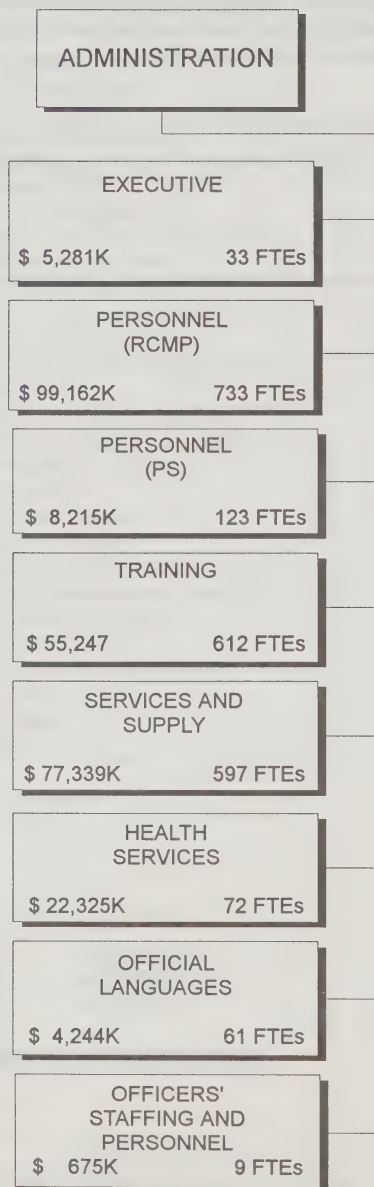 ADMINISTRATION
EXECUTIVE
$ 5,281K 33 FTEs
PERSONNEL
(RCMP)
$ 99,162K 733 FTEs
PERSONNEL
(PS)
$ 8,215K 123 FTEs
TRAINING
$ 55,247 612 FTEs
SERVICES AND
SUPPLY
$ 77,339K 597 FTEs
HEALTH
SERVICES
$ 22,325K 72 FTEs
OFFICIAL
LANGUAGES
$ 4,244K 61 FTEs
OFFICERS'
STAFFING AND
PERSONNEL
$ 675K 9 FTEs